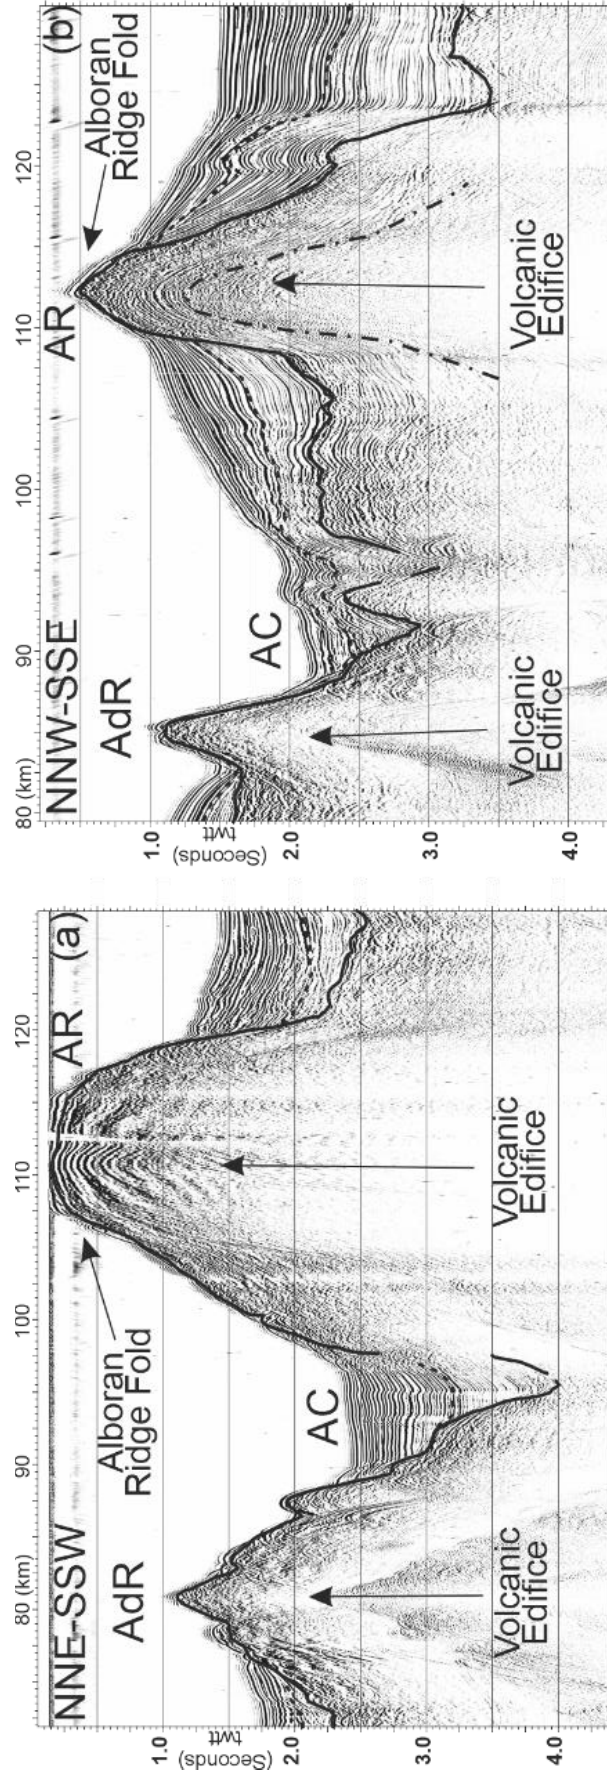 NNE-SSW
AR
(a)
Alboran
Ridge Fold
AdR
AC
80 (km)
90
100
110
120
(Seconds)
twtt
1.0
2.0
3.0
4.0
Volcanic
Edifice
Volcanic
Edifice
NNW-SSE
AR
(b)
Alboran
Ridge Fold
AdR
AC
80 (km)
90
100
110
120
(Seconds)
twtt
1.0
2.0
3.0
4.0
Volcanic
Edifice
Volcanic
Edifice